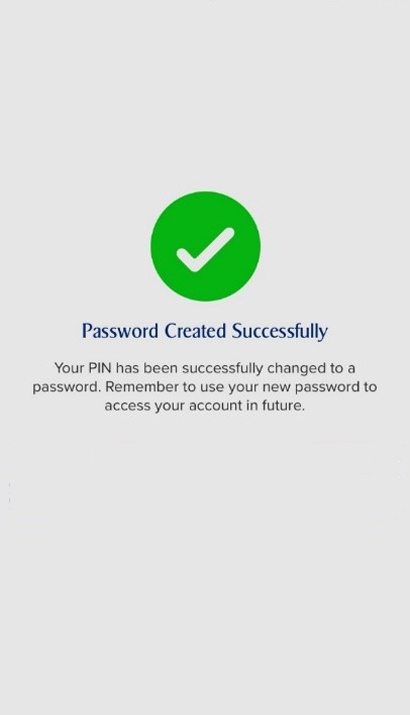 Password Created Successfully
Your PIN has been successfully changed to a
password. Remember to use your new password to
access your account in future.